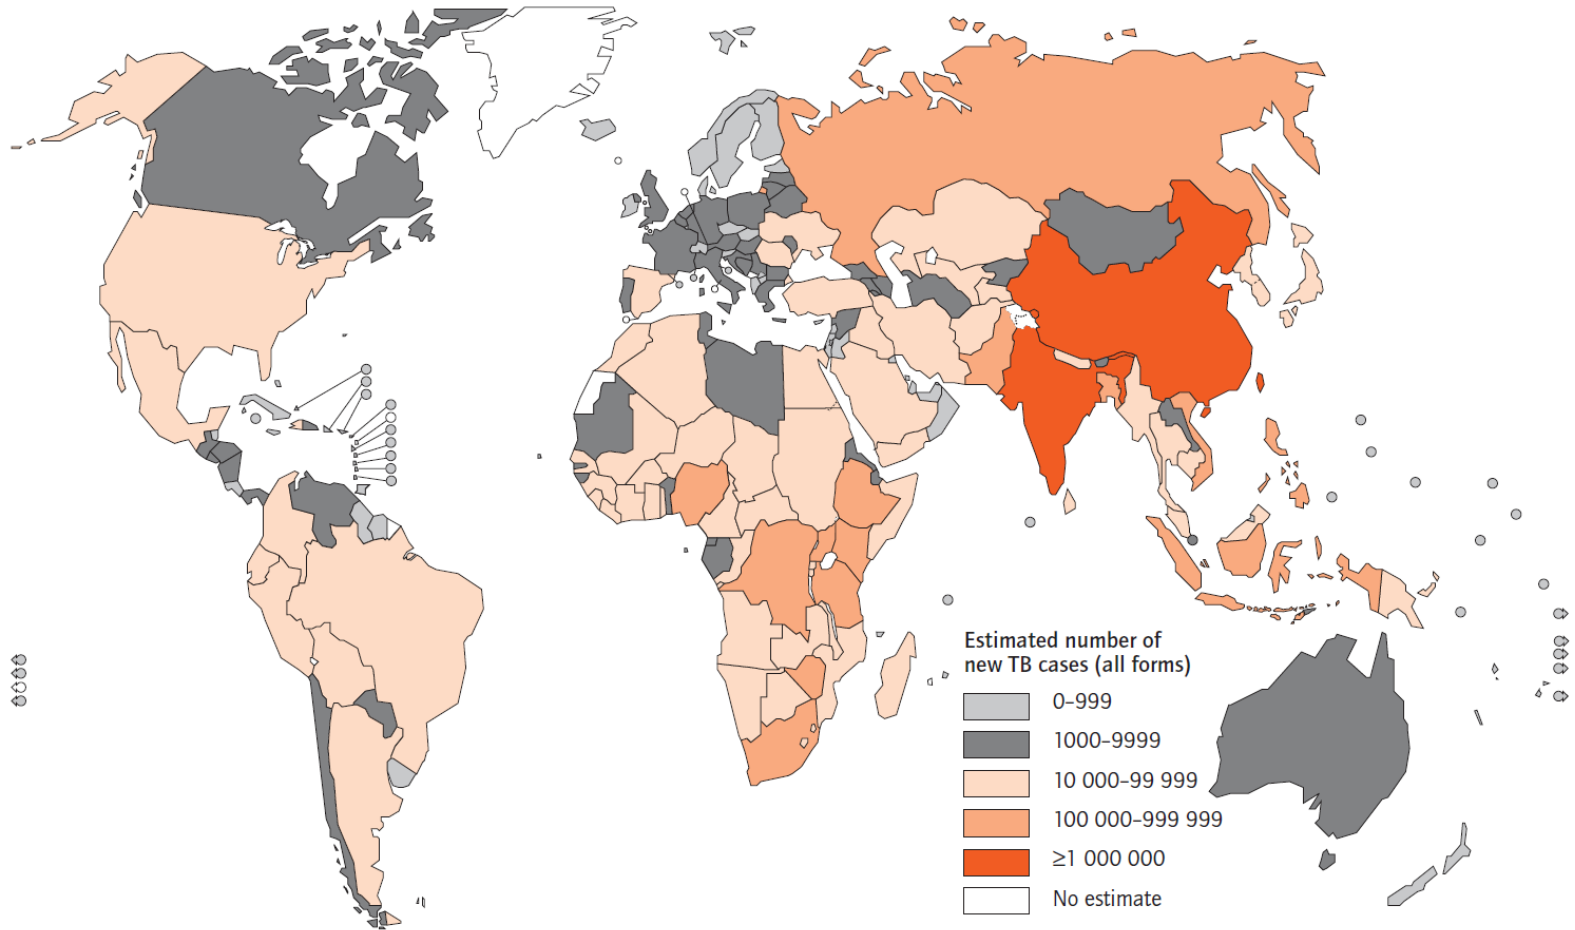 Estimated number of
new TB cases (all forms)
0–999
1000–9999
10 000–99 999
100 000–999 999
≥1 000 000
No estimate